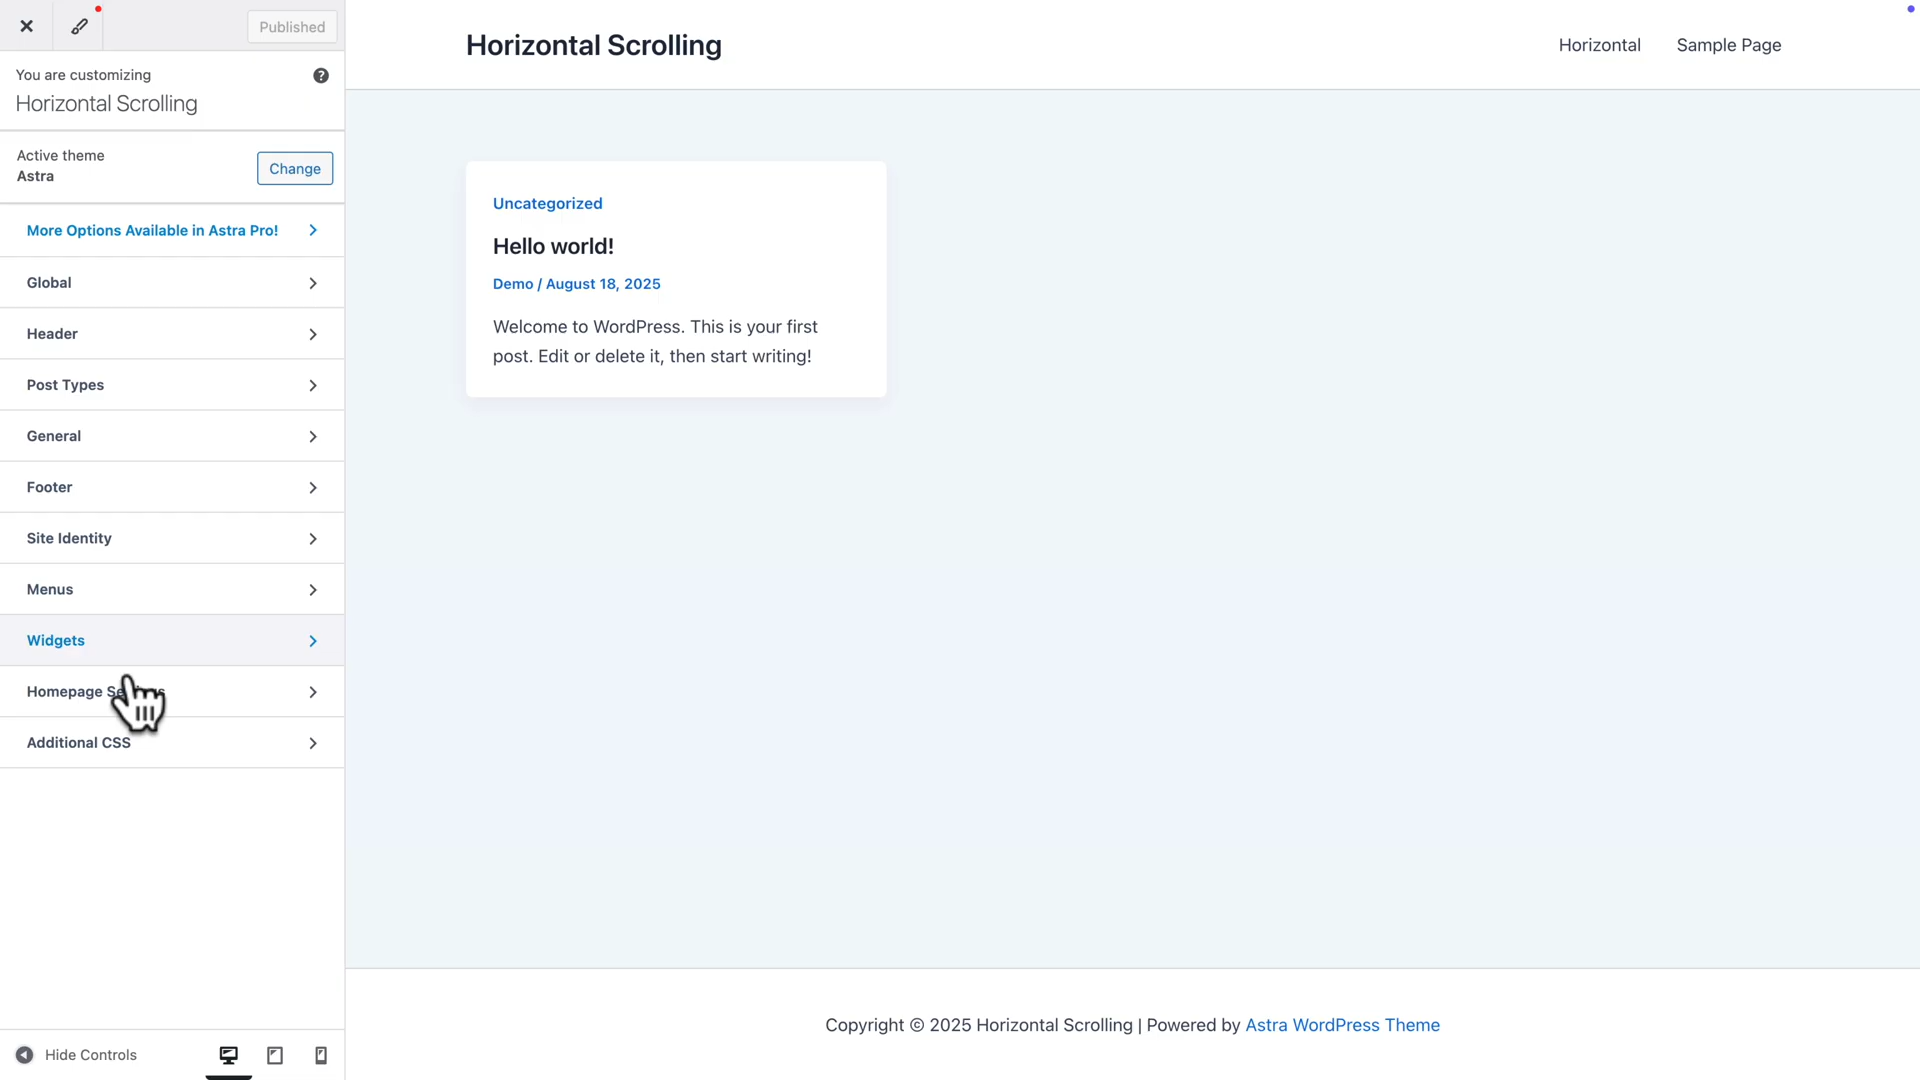 Published
You are customizing
Horizontal Scrolling
Active theme
Astra
Change
More Options Available in Astra Pro!
Global
Header
Post Types
General
Footer
Site Identity
Menus
Widgets
Homepage
Additional CSS
Hide Controls
Horizontal Scrolling
Horizontal
Sample Page
Uncategorized
Hello world!
Demo / August 18, 2025
Welcome to WordPress. This is your first
post. Edit or delete it, then start writing!
Copyright © 2025 Horizontal Scrolling | Powered by Astra WordPress Theme